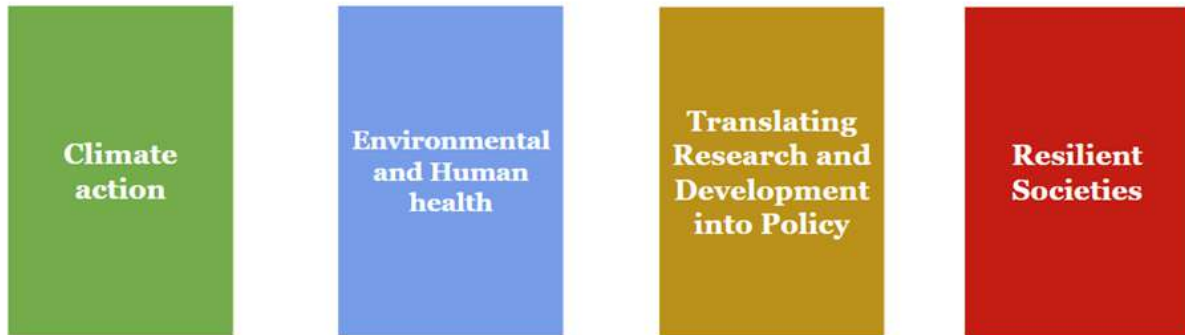 Climate
action
Environmental
and Human
health
Translating
Research and
Development
into Policy
Resilient
Societies